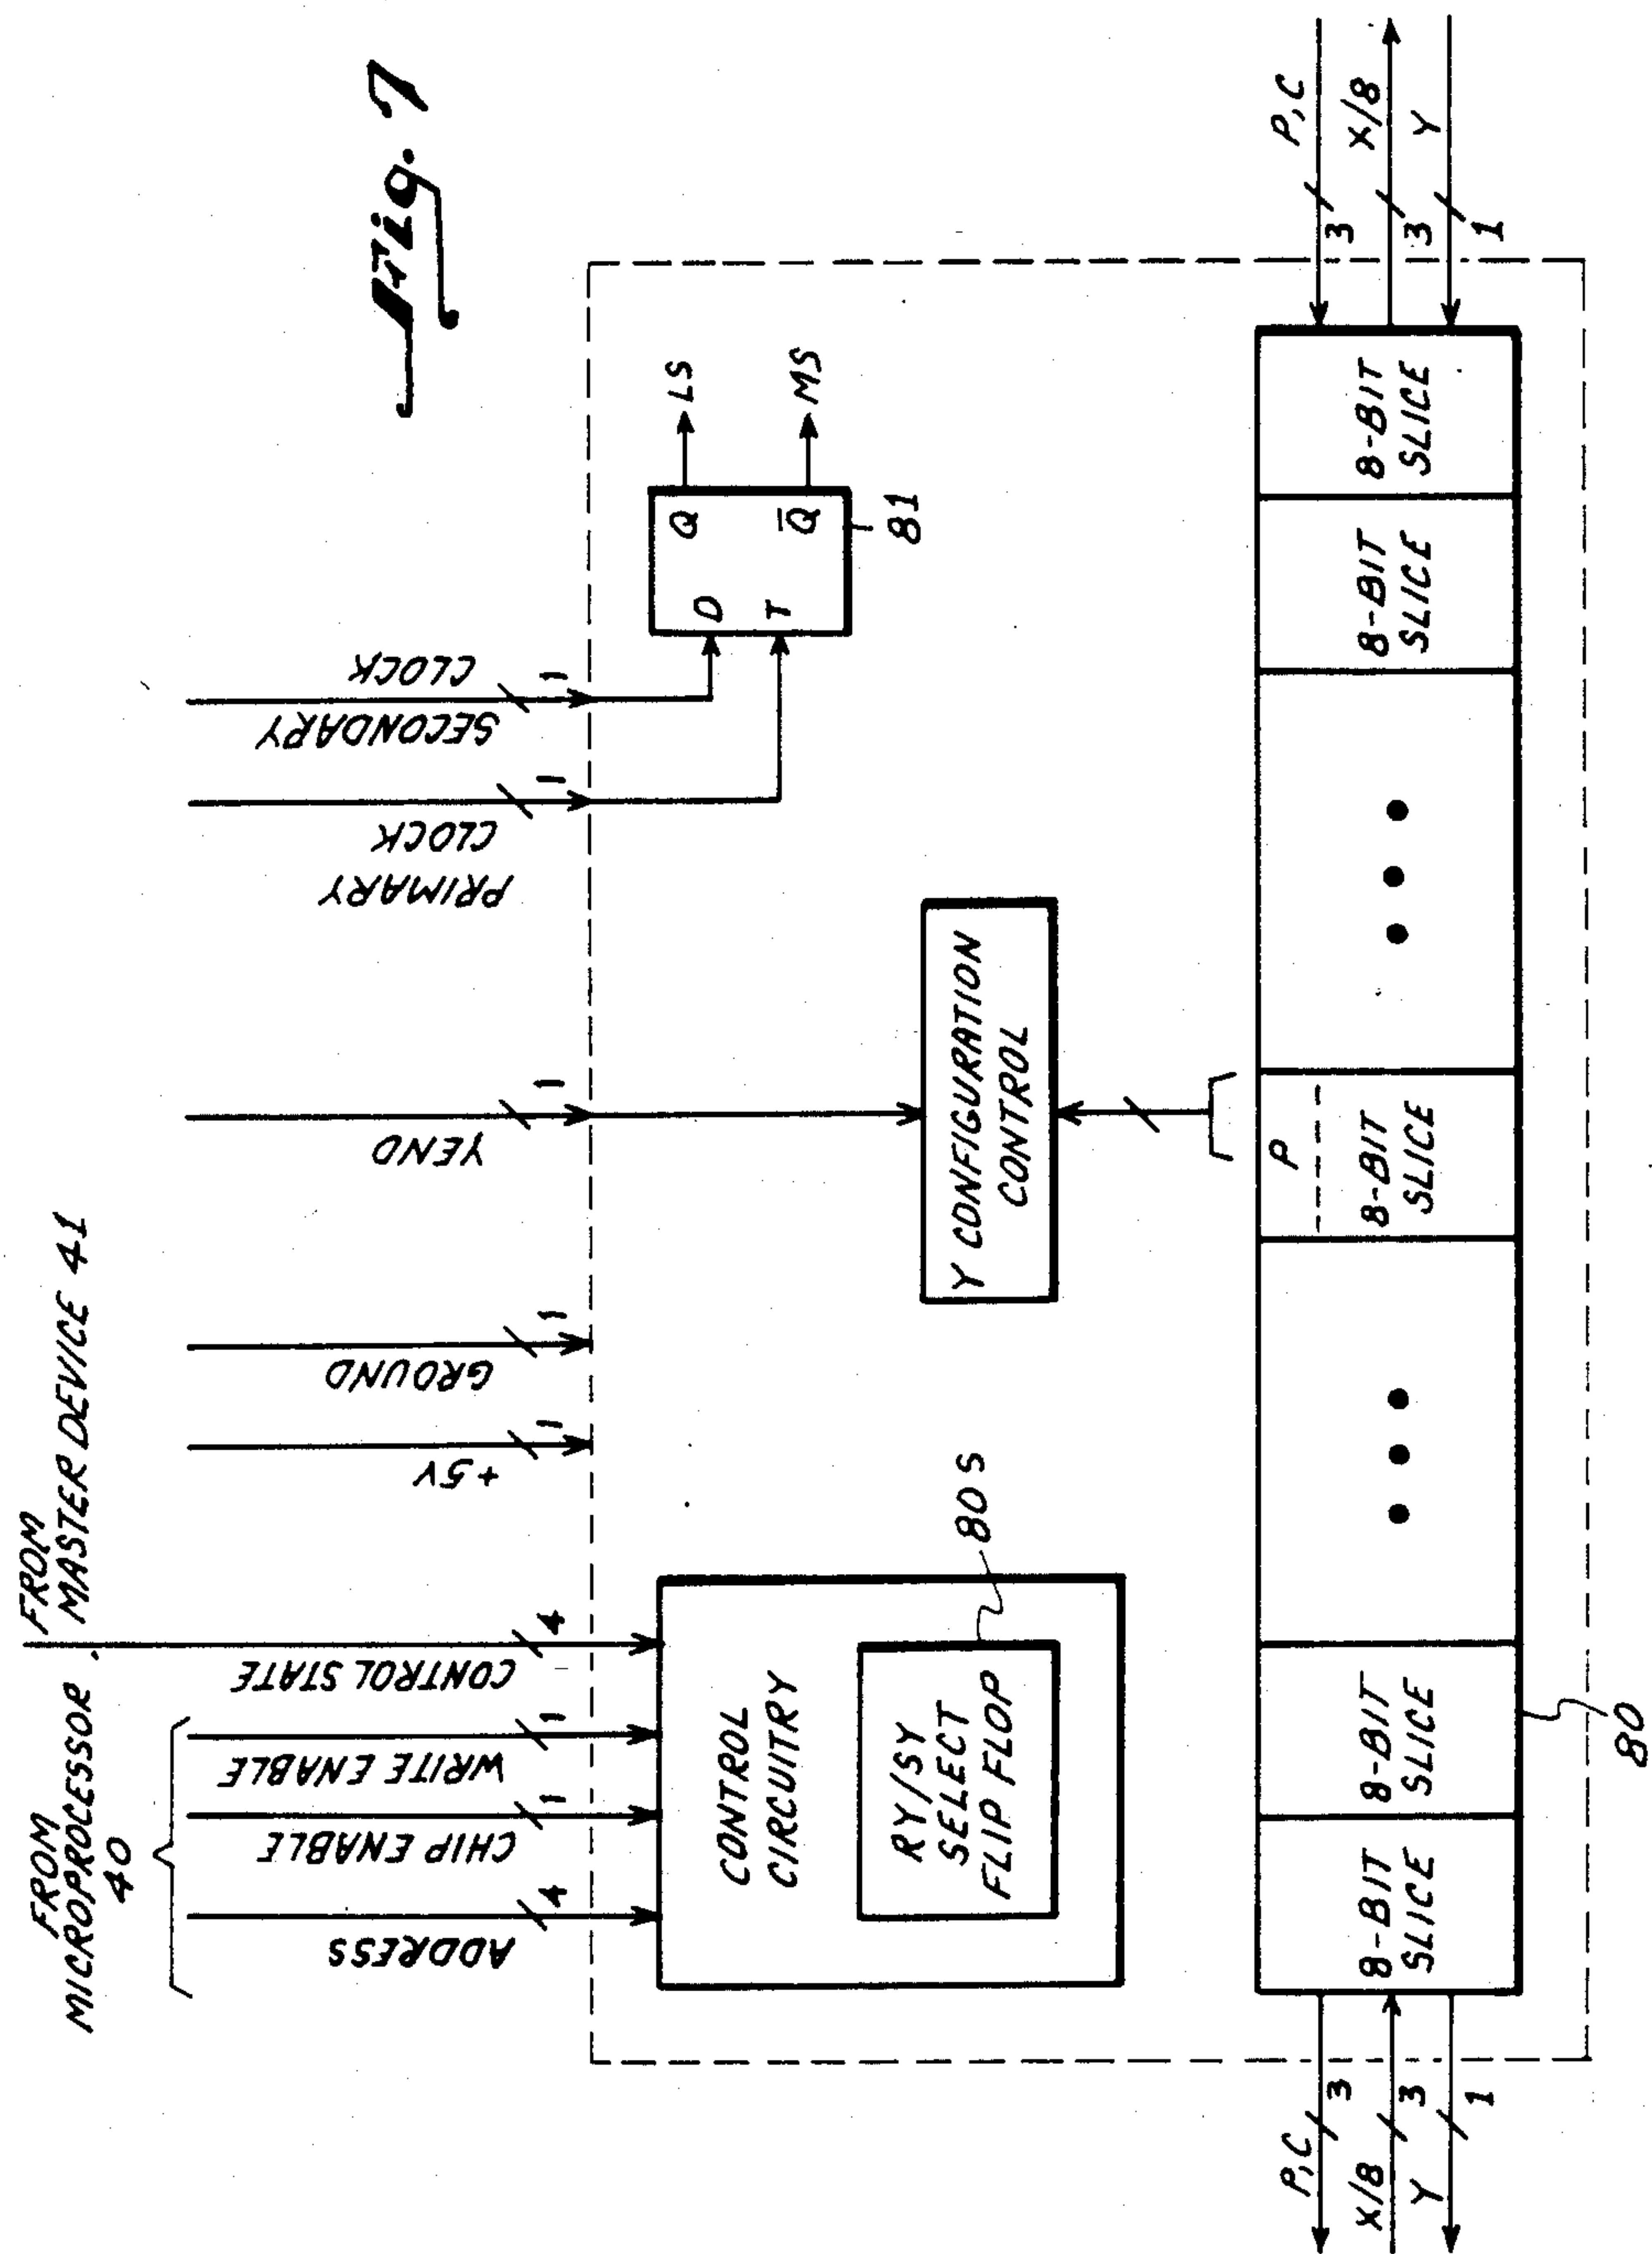 Fig. 7
FROM
MICROPROCESSOR
40
FROM
MASTER DEVICE 41
ADDRESS
4
CHIP ENABLE
1
WRITE ENABLE
1
CONTROL STATE
4
+5V
1
GROUND
1
YEND
1
PRIMARY
CLOCK
1
SECONDARY
CLOCK
1
CONTROL
CIRCUITRY
RY/SY
SELECT
FLIP FLOP
80S
Y CONFIGURATION
CONTROL
D
T
Q
Q̅
LS
MS
81
P,C
3
X/8
3
Y
1
8-BIT
SLICE
8-BIT
SLICE
P
8-BIT
SLICE
8-BIT
SLICE
8-BIT
SLICE
80
P,C
3
X/8
3
Y
1